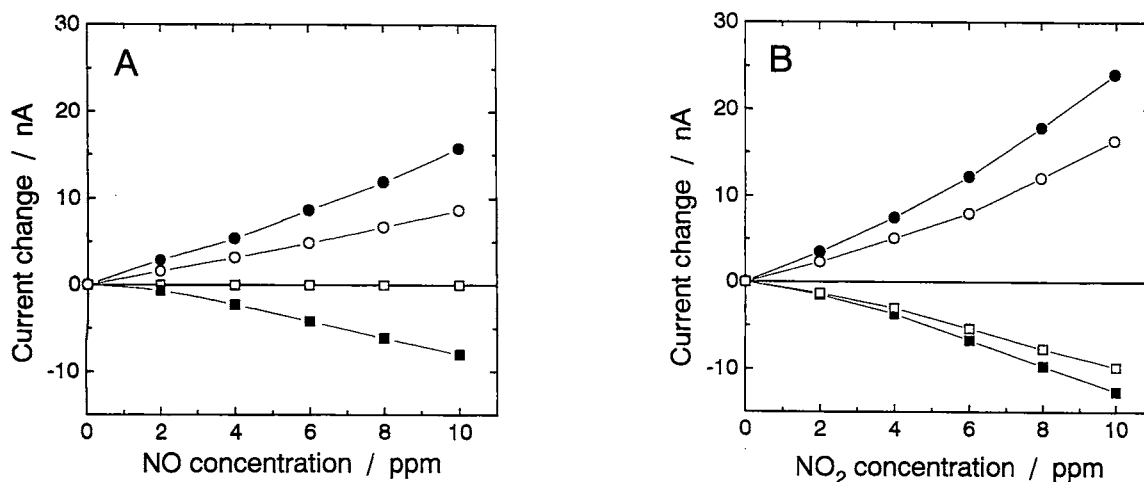 A
Current change / nA
30
20
10
0
-10
0 2 4 6 8 10
NO concentration / ppm
B
Current change / nA
30
20
10
0
-10
0 2 4 6 8 10
NO₂ concentration / ppm